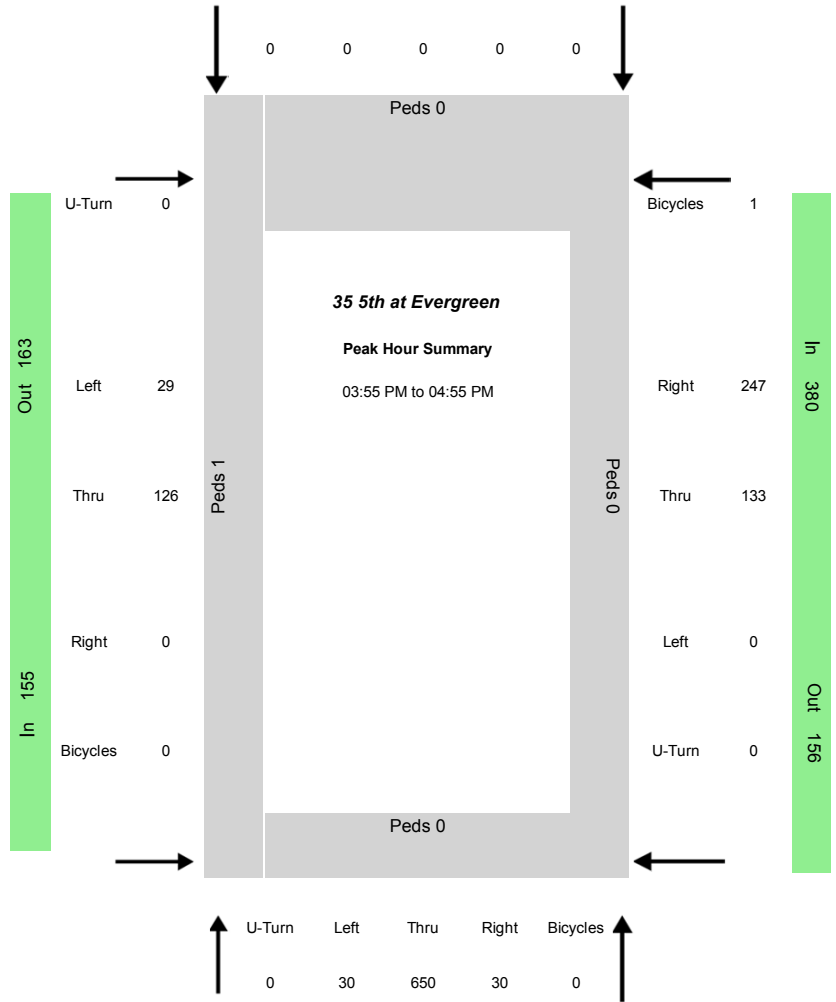 0 0 0 0 0
Peds 0
U-Turn 0
Bicycles 1
35 5th at Evergreen
Peak Hour Summary
03:55 PM to 04:55 PM
Out 163
In 380
Left 29
Right 247
Peds 1
Peds 0
Thru 126
Thru 133
Right 0
Left 0
In 155
Out 156
Bicycles 0
U-Turn 0
Peds 0
U-Turn Left Thru Right Bicycles
0 30 650 30 0